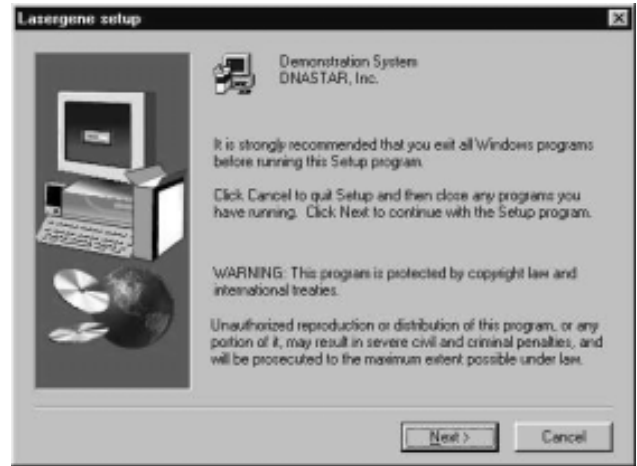 Lasergene setup
Demonstration System
DNASTAR, Inc.
It is strongly recommended that you exit all Windows programs
before running this Setup program.
Click Cancel to quit Setup and then close any programs you
have running. Click Next to continue with the Setup program.
WARNING: This program is protected by copyright law and
international treaties.
Unauthorized reproduction or distribution of this program, or any
portion of it, may result in severe civil and criminal penalties, and
will be prosecuted to the maximum extent possible under law.
Next >
Cancel